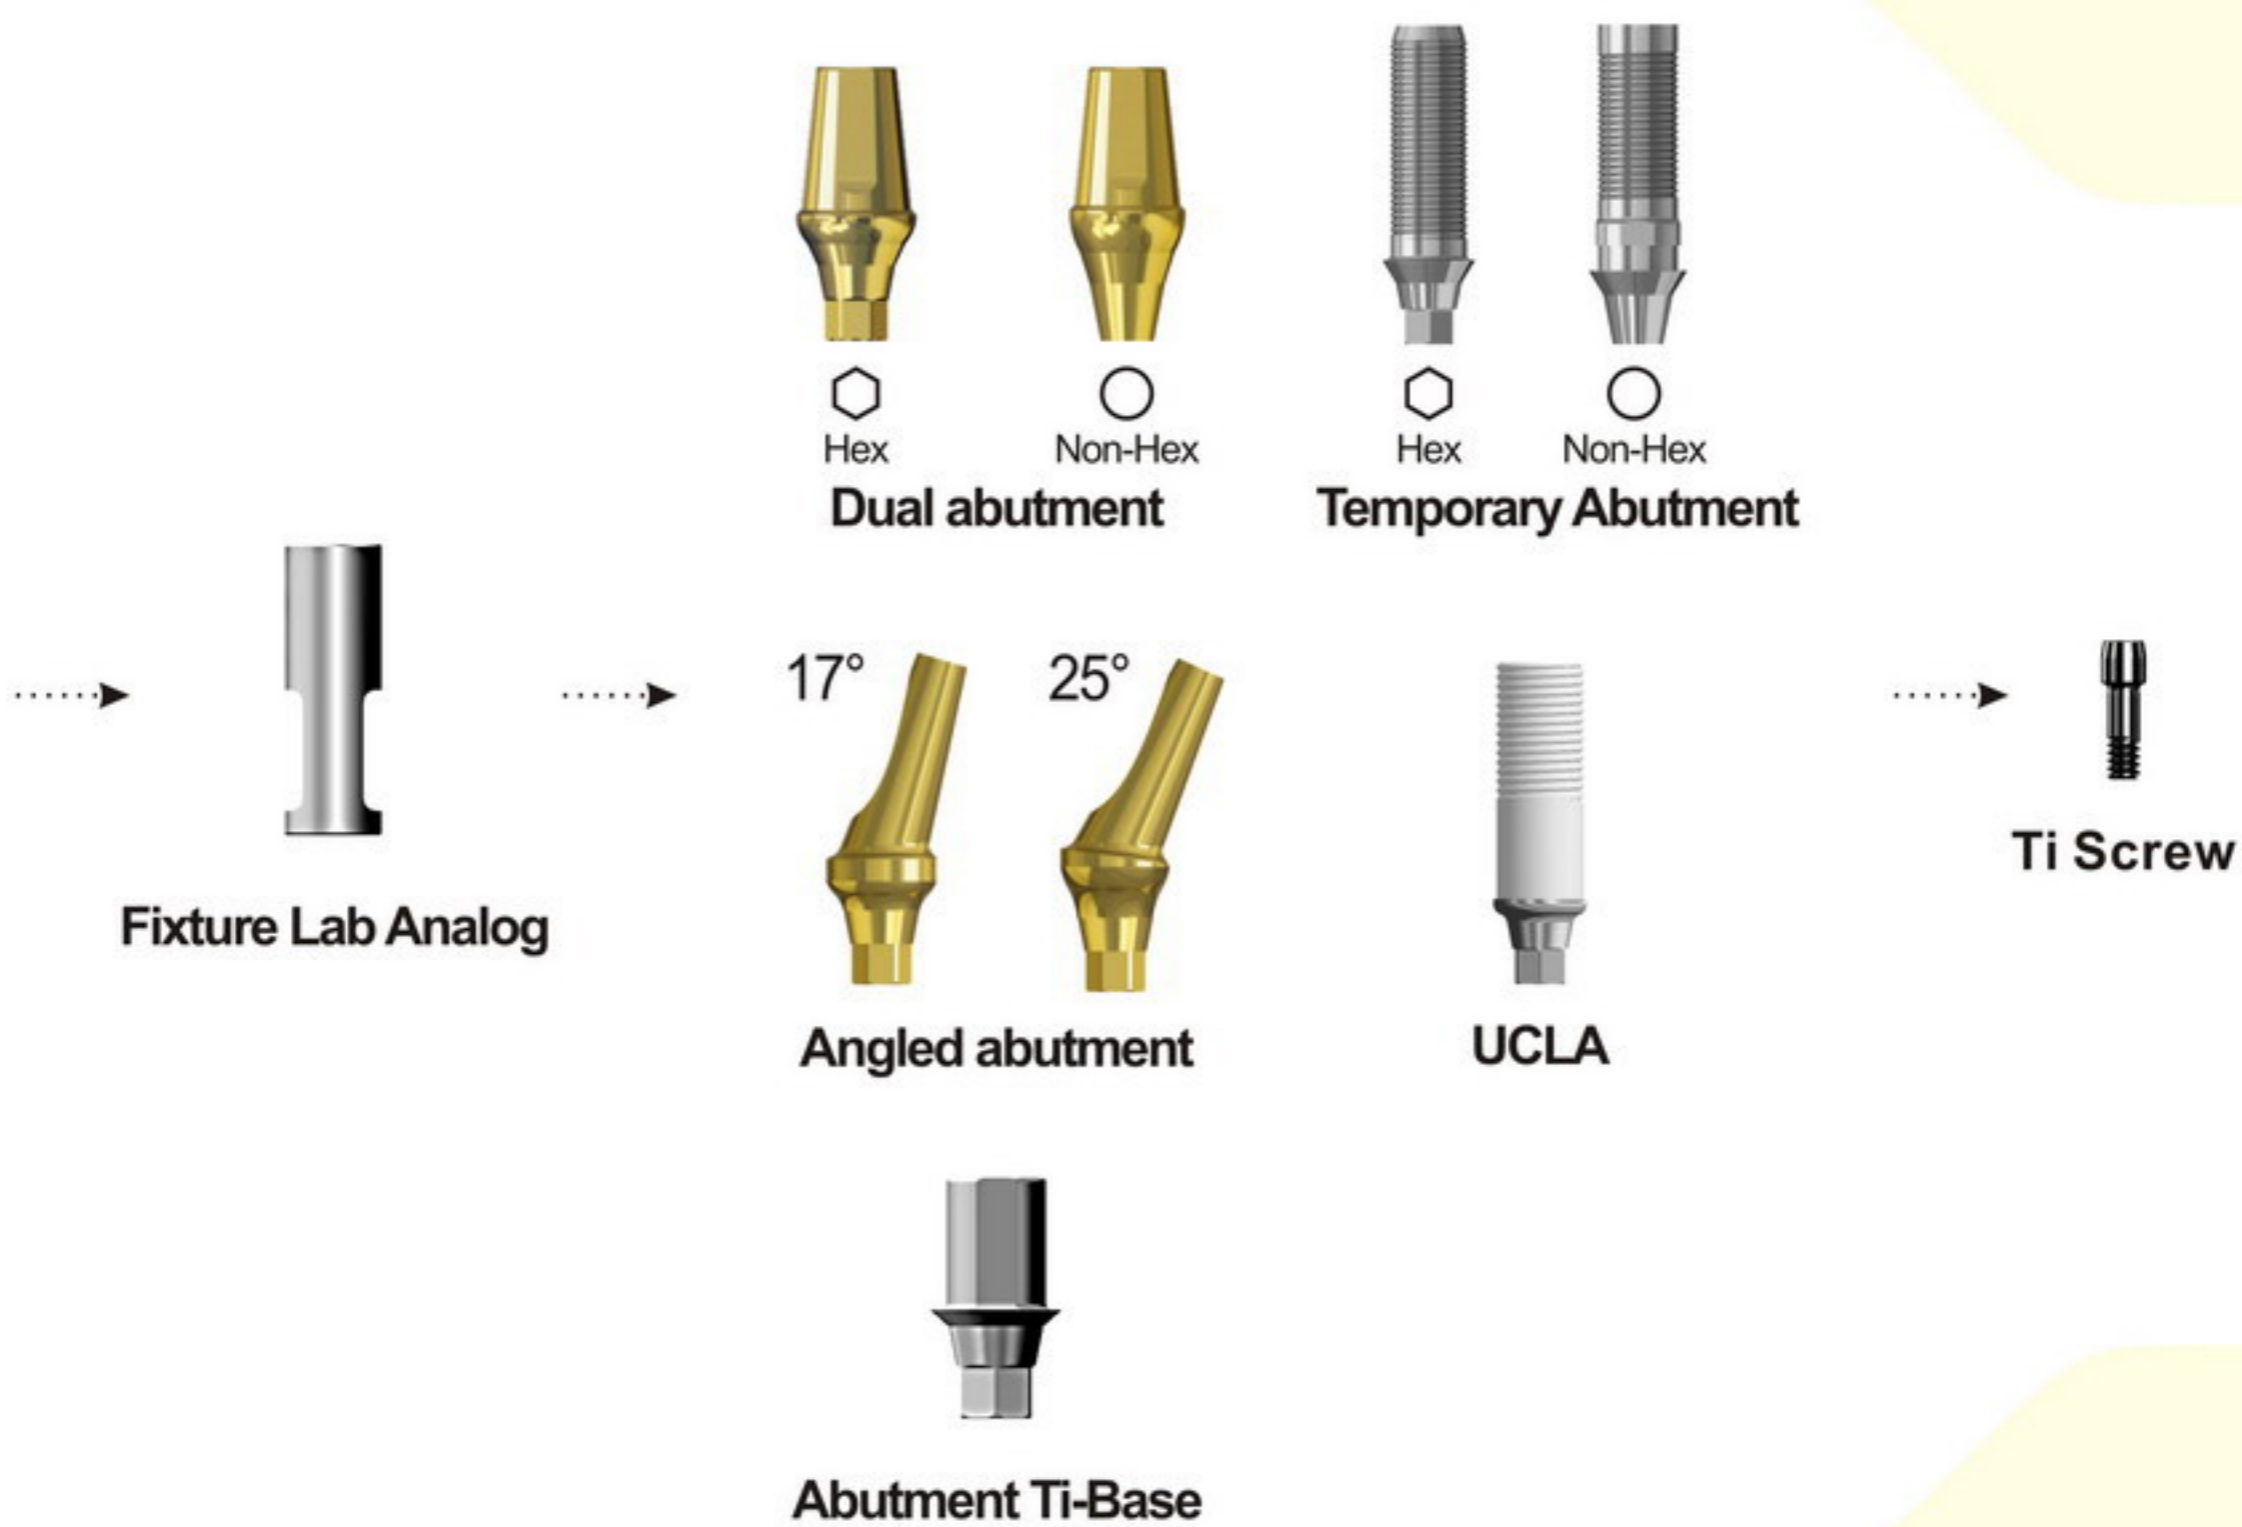 Hex
Non-Hex
Hex
Non-Hex
Dual abutment
Temporary Abutment
17°
25°
Fixture Lab Analog
Ti Screw
Angled abutment
UCLA
Abutment Ti-Base